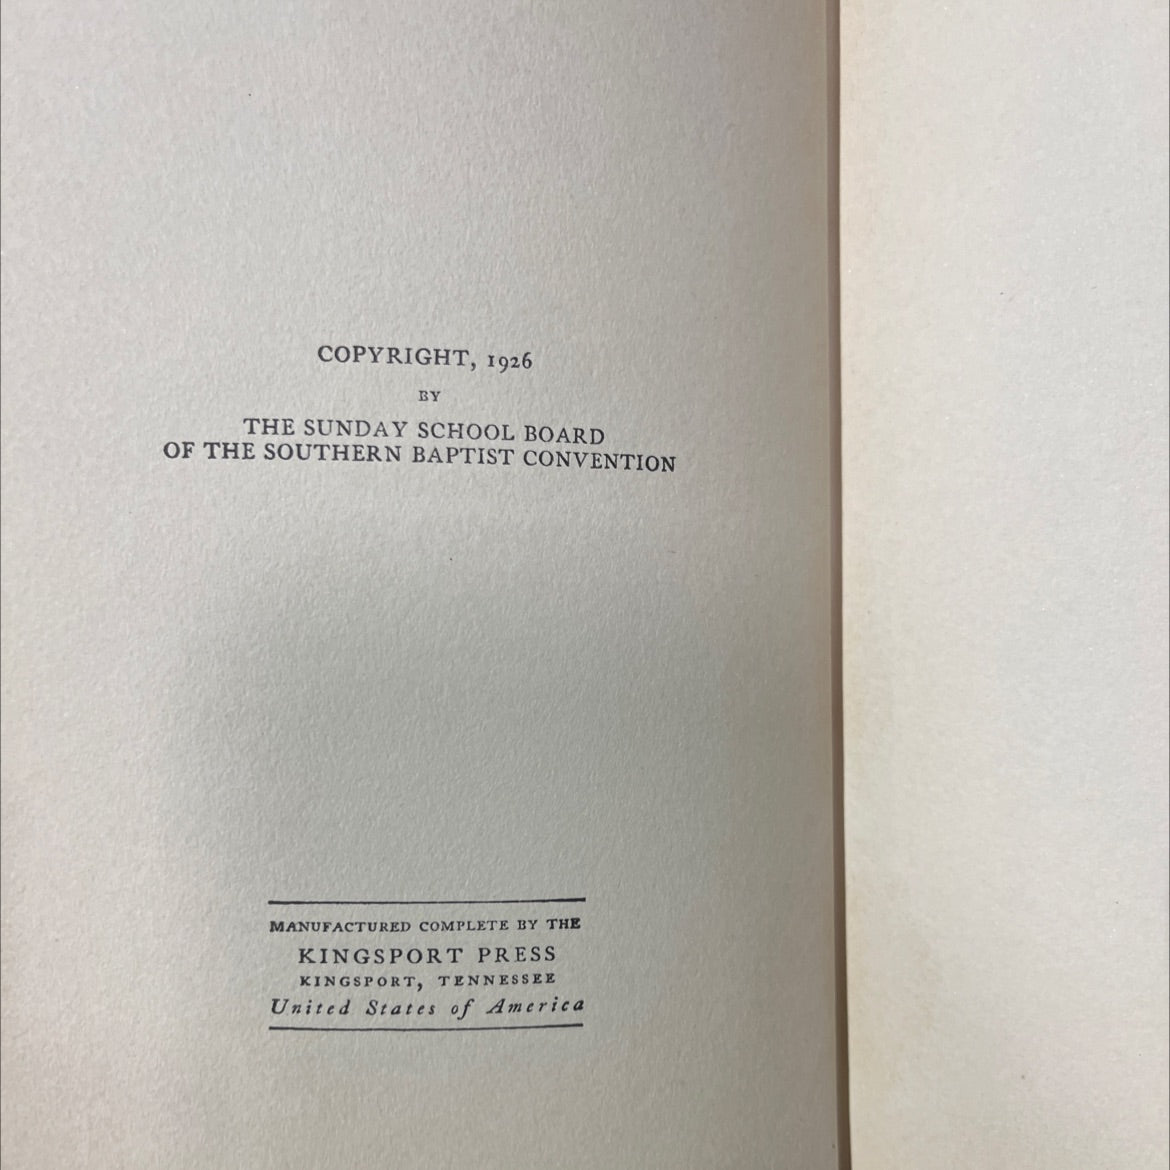 COPYRIGHT, 1926
BY
THE SUNDAY SCHOOL BOARD
OF THE SOUTHERN BAPTIST CONVENTION
MANUFACTURED COMPLETE BY THE
KINGSPORT PRESS
KINGSPORT, TENNESSEE
United States of America